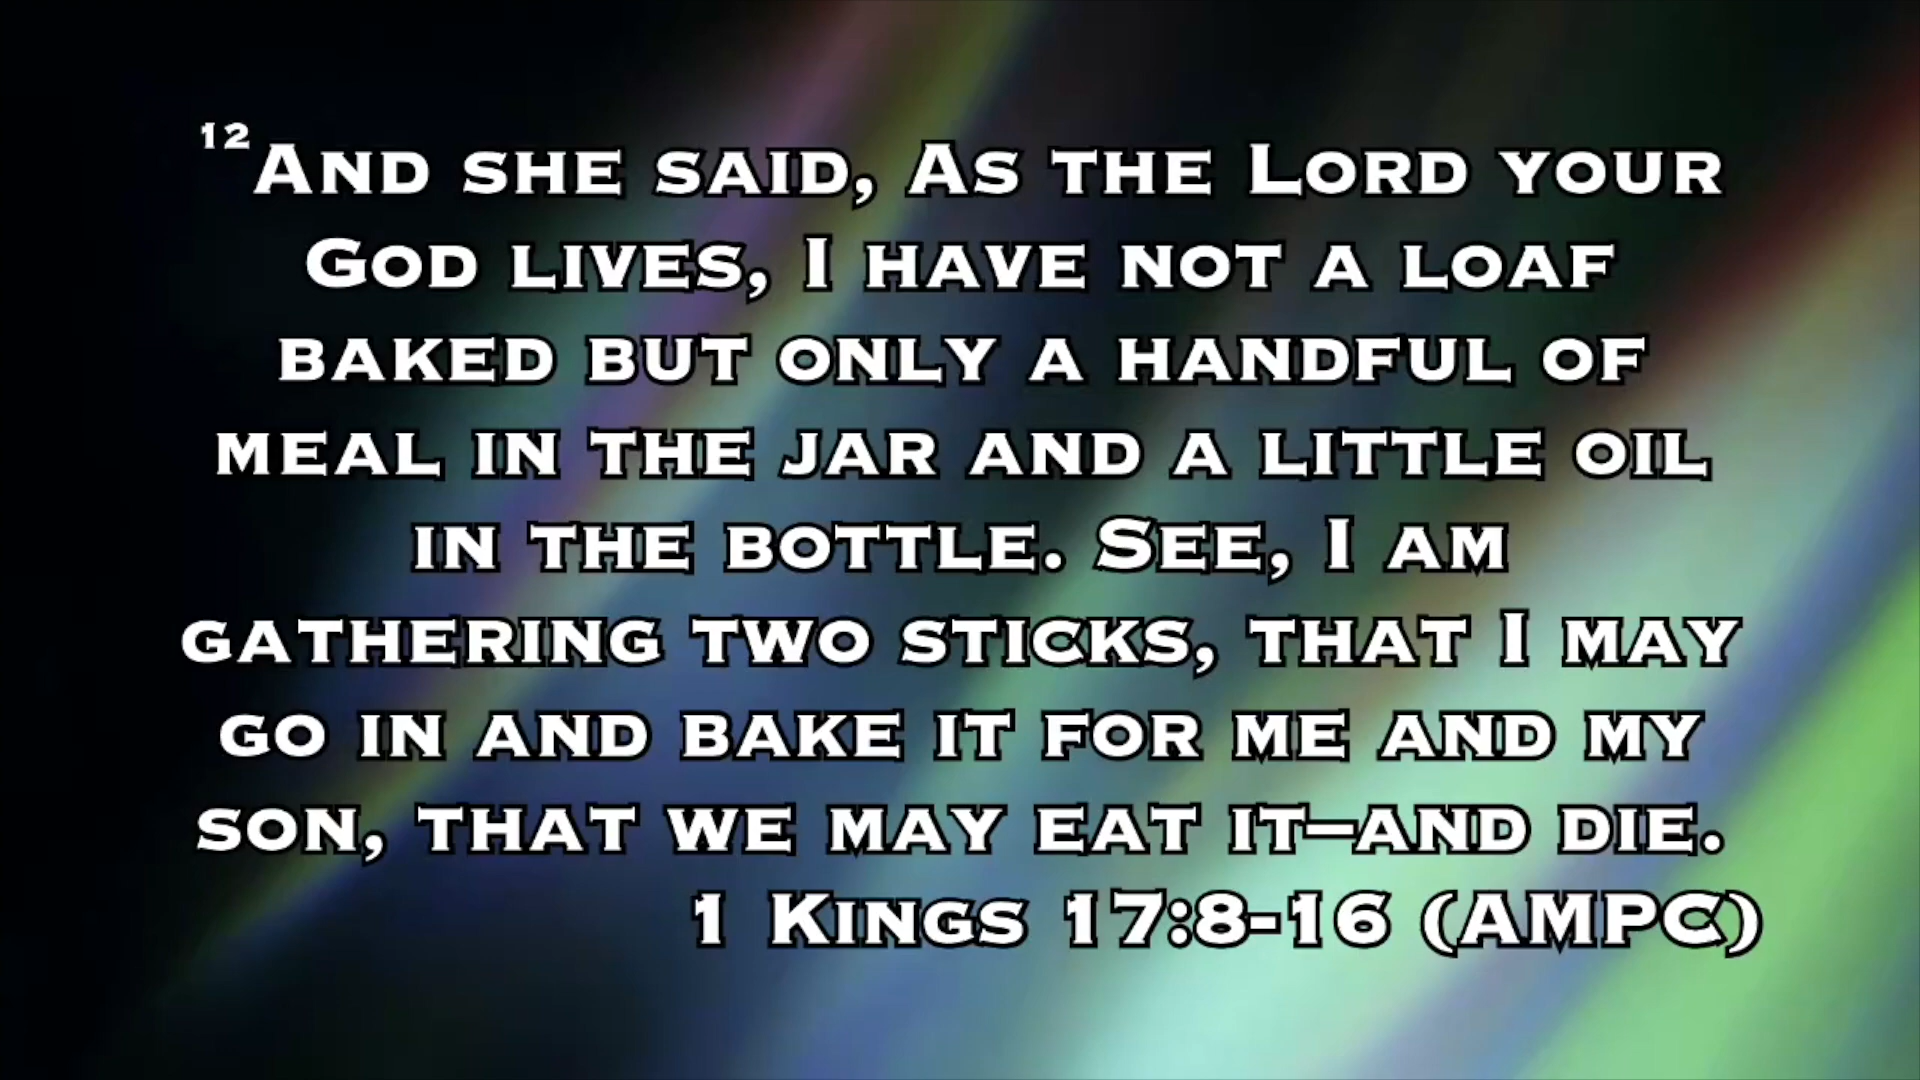 12 And she said, As the Lord your
God lives, I have not a loaf
baked but only a handful of
meal in the jar and a little oil
in the bottle. See, I am
gathering two sticks, that I may
go in and bake it for me and my
son, that we may eat it—and die.
1 Kings 17:8-16 (AMPC)